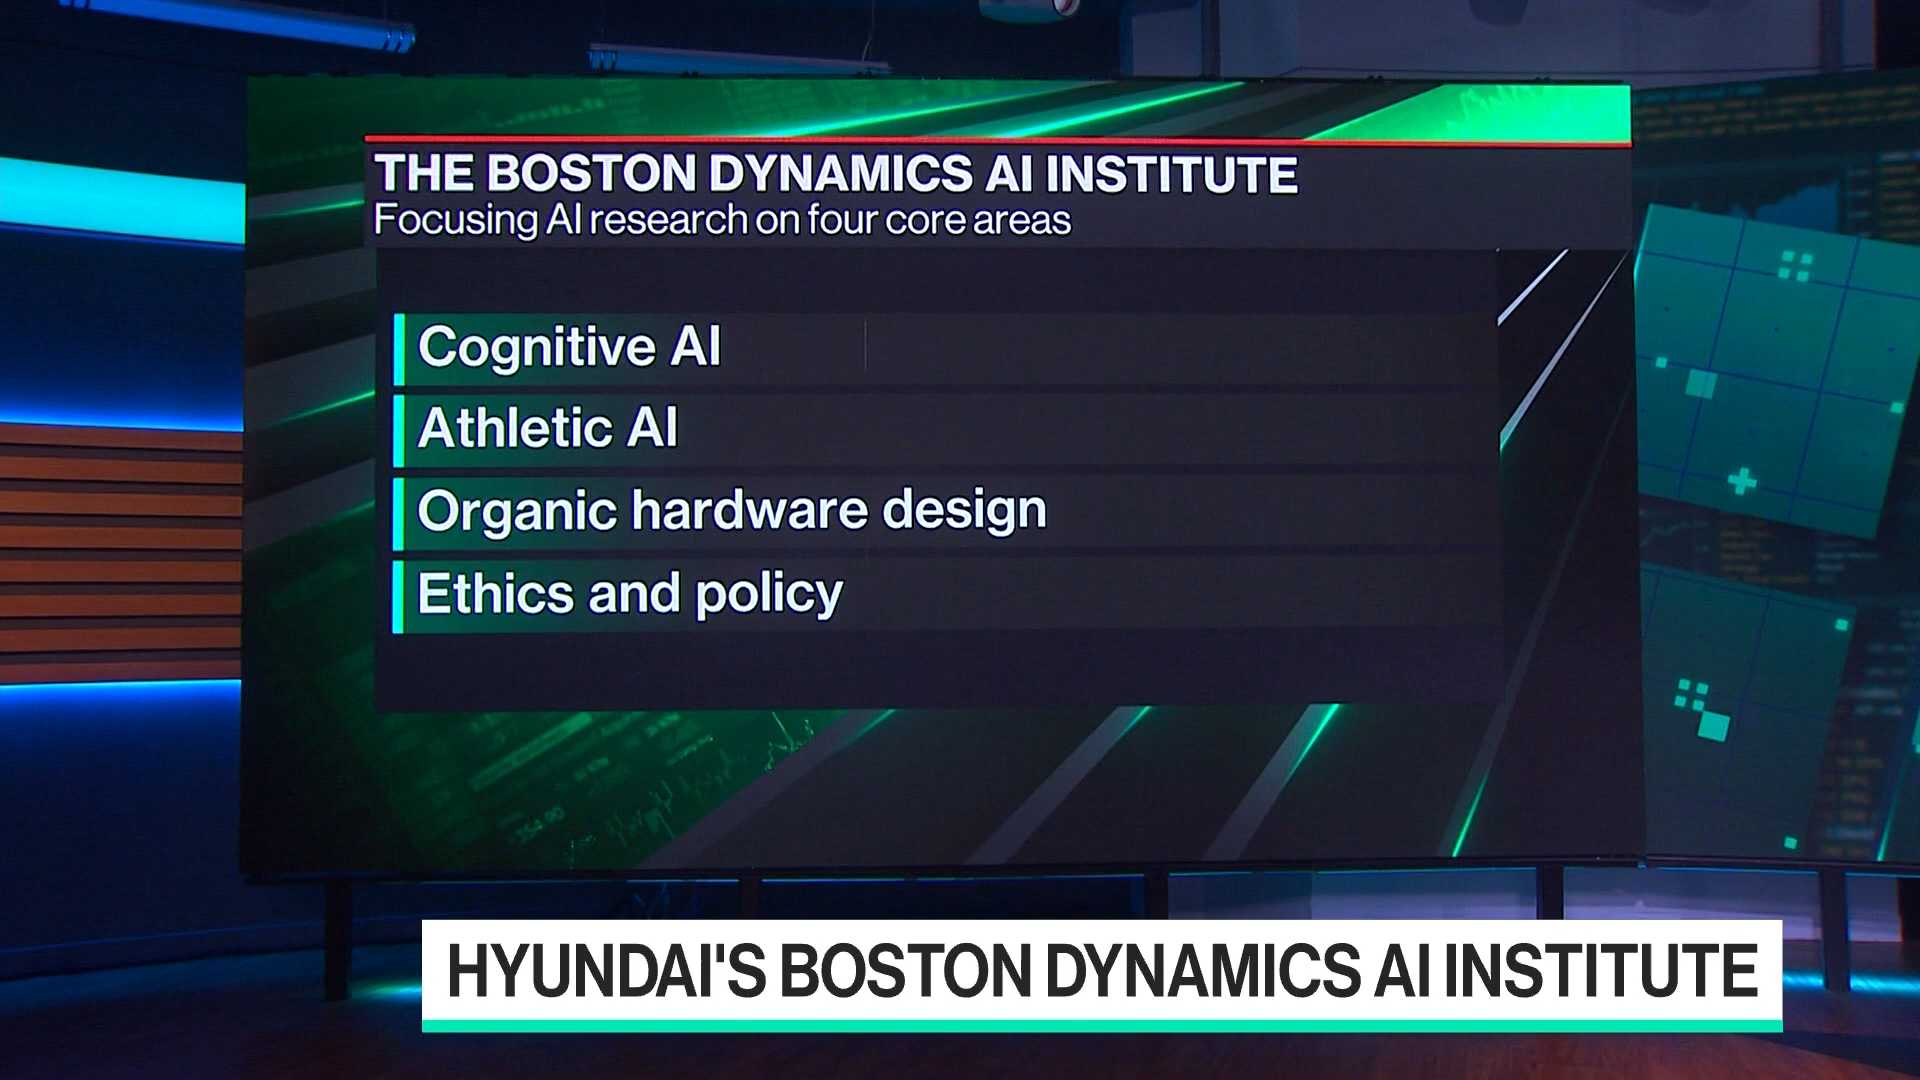 THE BOSTON DYNAMICS AI INSTITUTE
Focusing AI research on four core areas
Cognitive AI
Athletic AI
Organic hardware design
Ethics and policy
HYUNDAI'S BOSTON DYNAMICS AI INSTITUTE